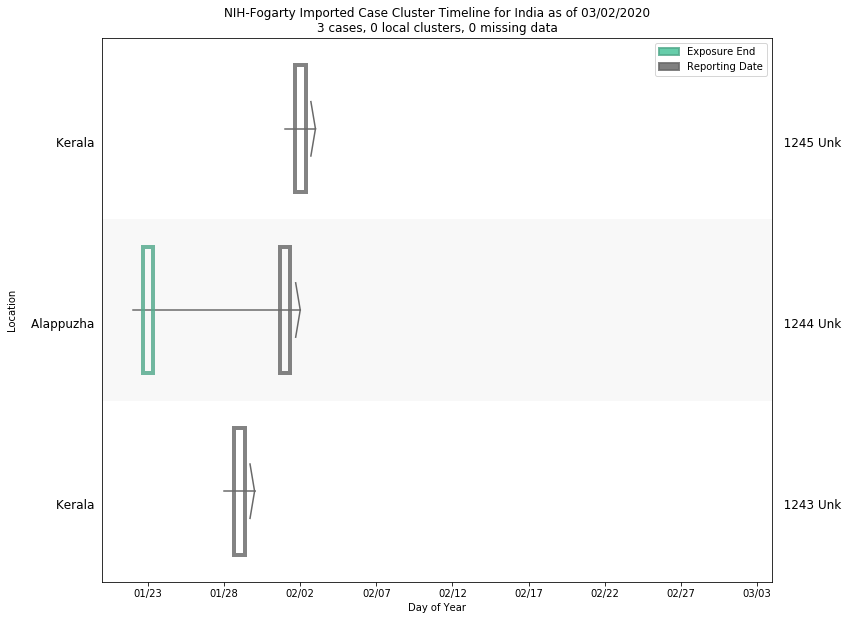 NIH-Fogarty Imported Case Cluster Timeline for India as of 03/02/2020
3 cases, 0 local clusters, 0 missing data
Exposure End
Reporting Date
Kerala
1245 Unk
Location
Alappuzha
1244 Unk
Kerala
1243 Unk
01/23 01/28 02/02 02/07 02/12 02/17 02/22 02/27 03/03
Day of Year